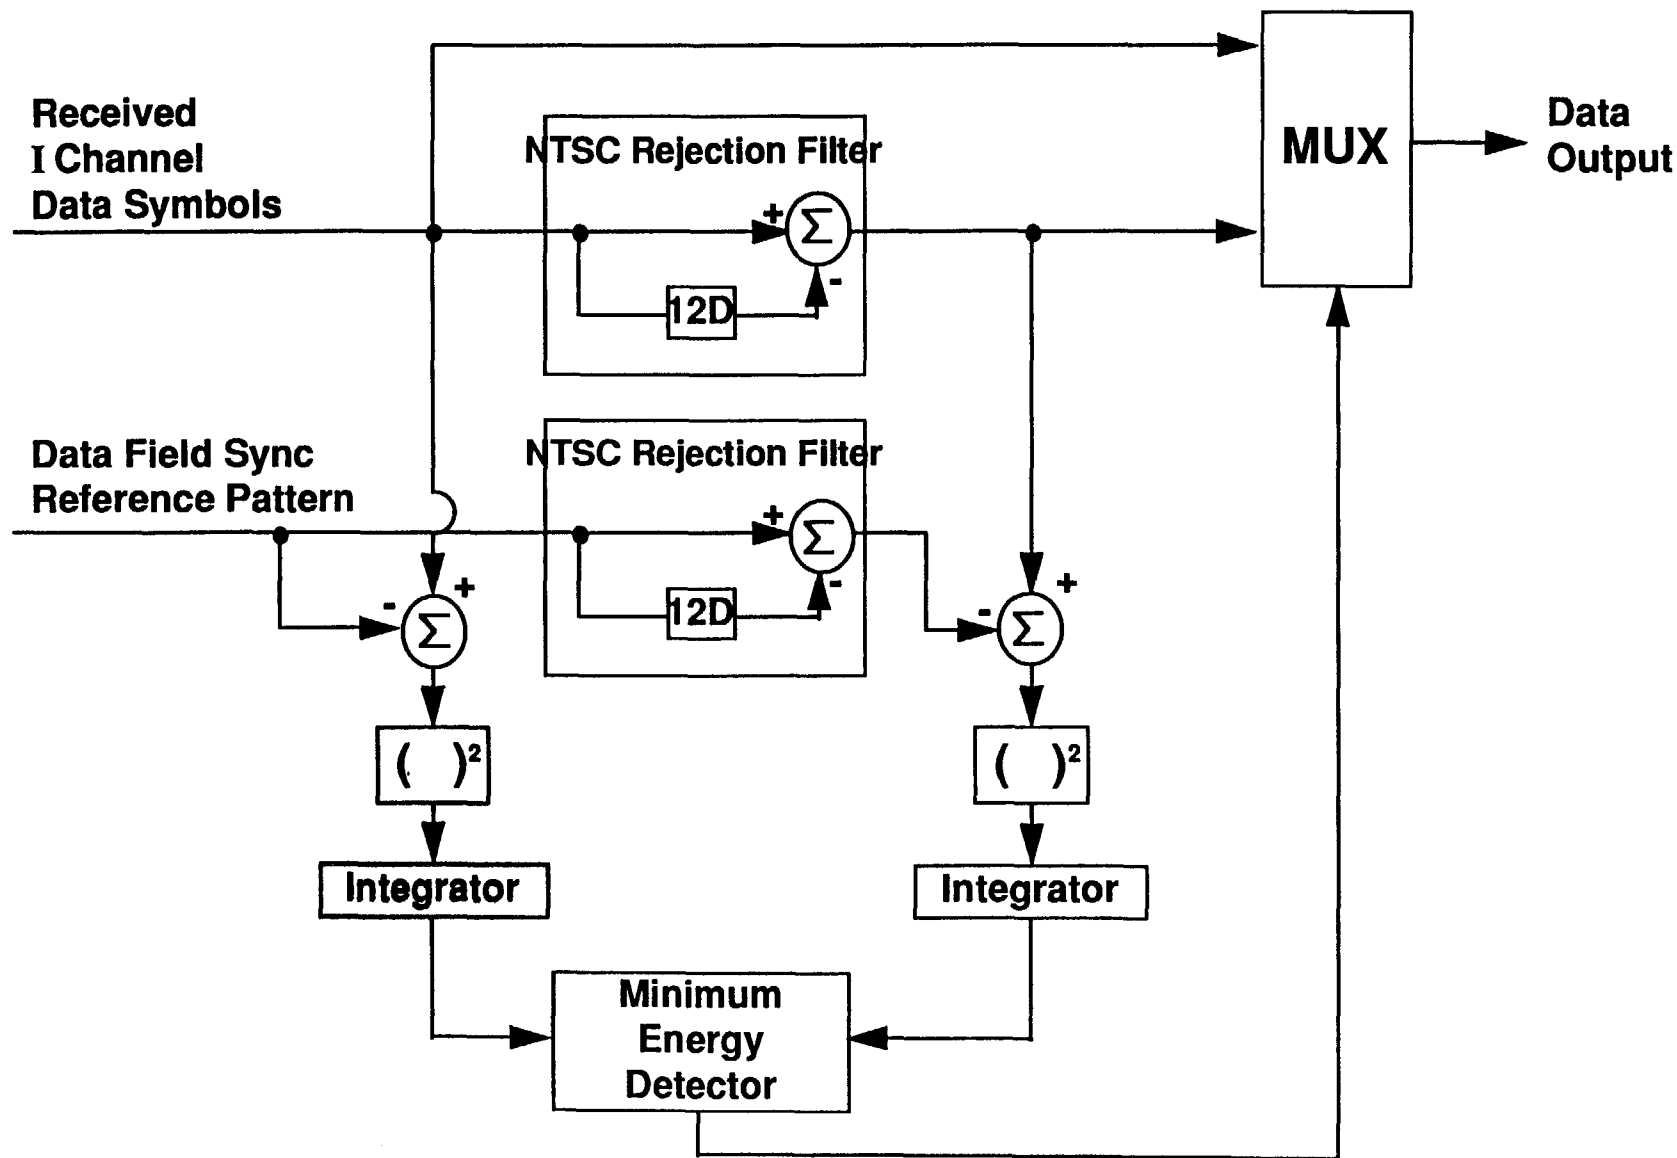 Received
I Channel
Data Symbols
NTSC Rejection Filter
+
Σ
-
12D
MUX
Data
Output
Data Field Sync
Reference Pattern
NTSC Rejection Filter
+
Σ
-
12D
-
+
Σ
-
+
Σ
( )²
( )²
Integrator
Integrator
Minimum
Energy
Detector